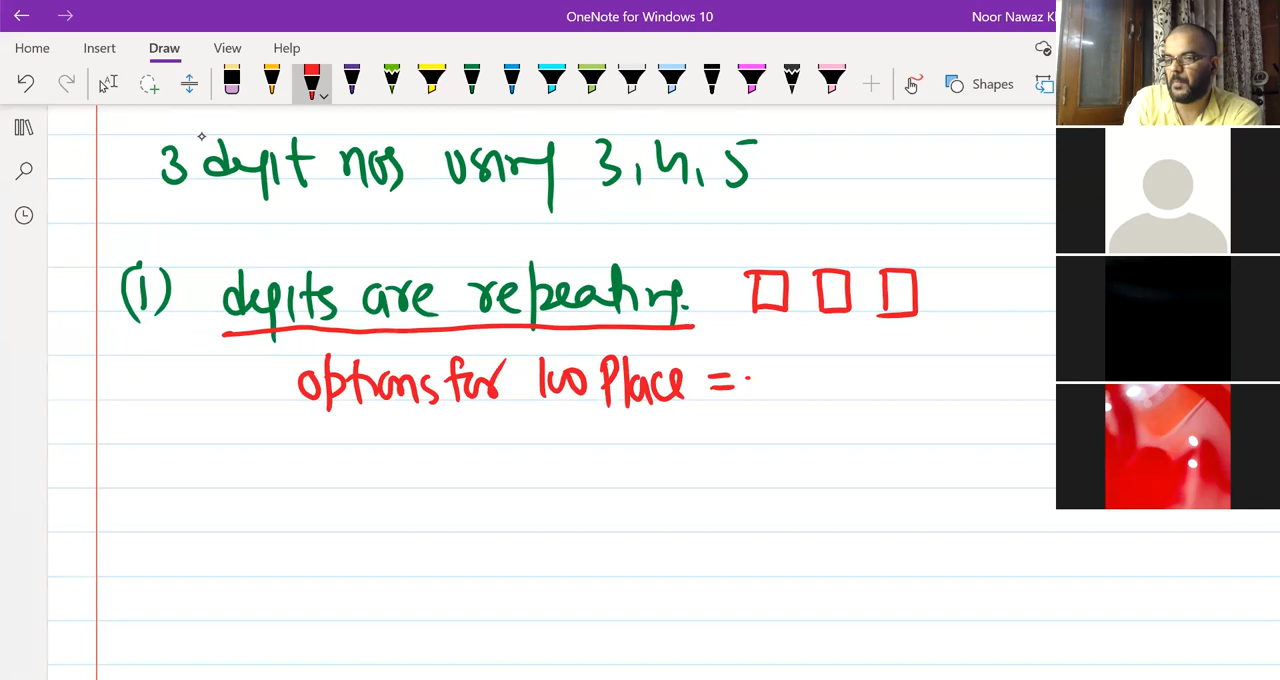 OneNote for Windows 10
Noor Nawaz Kh
Home Insert Draw View Help
Shapes
3 digit nos using 3, 4, 5
(1) digits are repeating.
options for 100 Place =